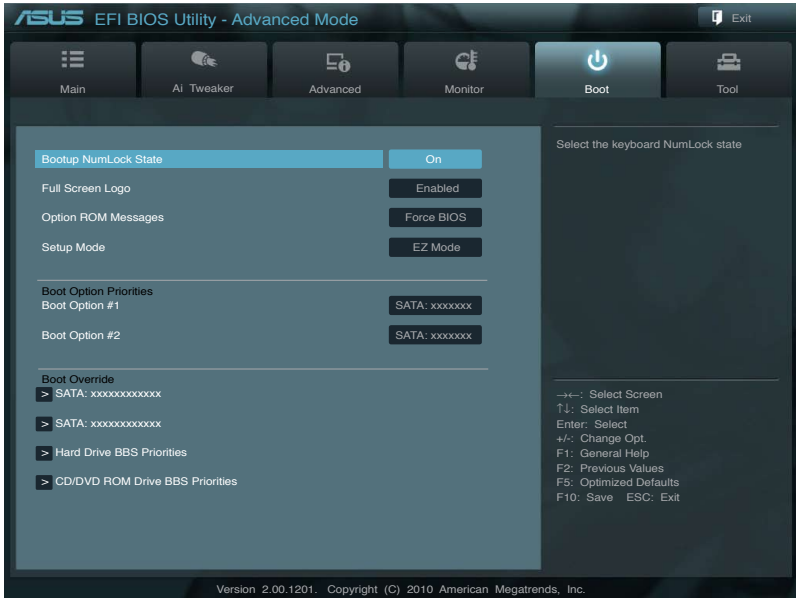 ASUS EFI BIOS Utility - Advanced Mode
Exit
Main
Ai Tweaker
Advanced
Monitor
Boot
Tool
Bootup NumLock State On
Full Screen Logo Enabled
Option ROM Messages Force BIOS
Setup Mode EZ Mode
Boot Option Priorities
Boot Option #1 SATA: xxxxxxx
Boot Option #2 SATA: xxxxxxx
Boot Override
> SATA: xxxxxxxxxxxx
> SATA: xxxxxxxxxxxx
> Hard Drive BBS Priorities
> CD/DVD ROM Drive BBS Priorities
Select the keyboard NumLock state
→←: Select Screen
↑↓: Select Item
Enter: Select
+/-: Change Opt.
F1: General Help
F2: Previous Values
F5: Optimized Defaults
F10: Save ESC: Exit
Version 2.00.1201. Copyright (C) 2010 American Megatrends, Inc.